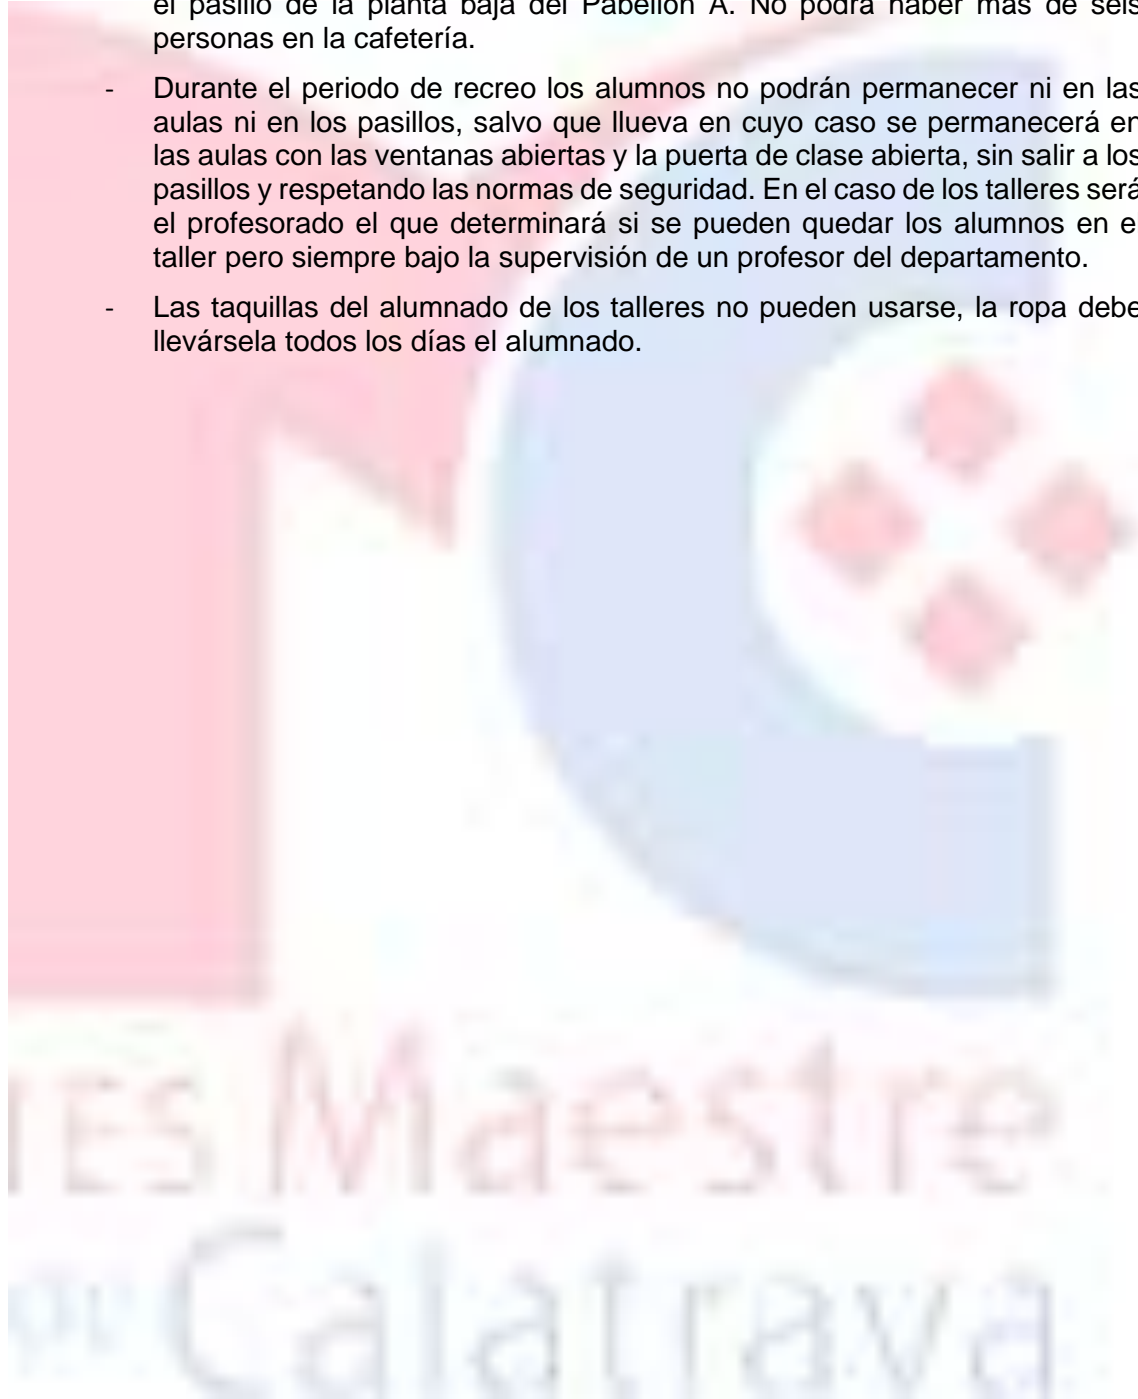 el pasillo de la planta baja del Pabellón A. No podrá haber más de seis
personas en la cafetería.
- Durante el periodo de recreo los alumnos no podrán permanecer ni en las
aulas ni en los pasillos, salvo que llueva en cuyo caso se permanecerá en
las aulas con las ventanas abiertas y la puerta de clase abierta, sin salir a los
pasillos y respetando las normas de seguridad. En el caso de los talleres será
el profesorado el que determinará si se pueden quedar los alumnos en el
taller pero siempre bajo la supervisión de un profesor del departamento.
- Las taquillas del alumnado de los talleres no pueden usarse, la ropa debe
llevársela todos los días el alumnado.
IES Maestre
de Calatrava